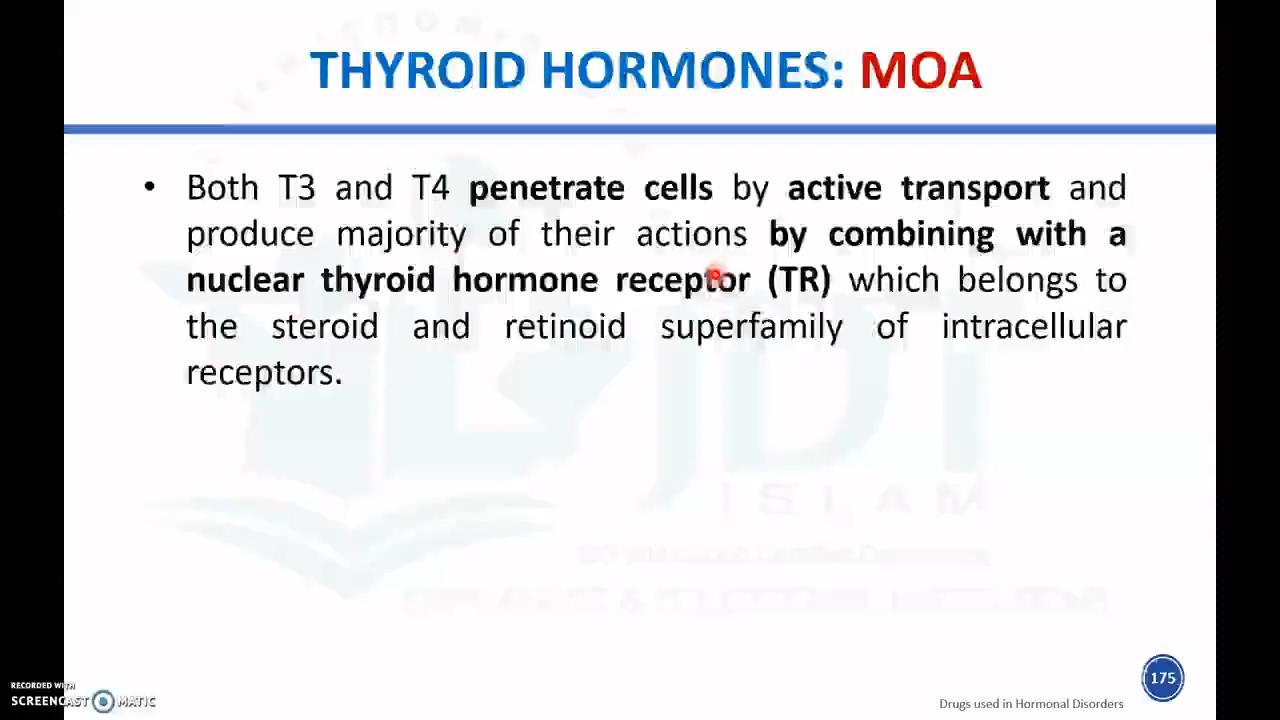 THYROID HORMONES: MOA
• Both T3 and T4 penetrate cells by active transport and
produce majority of their actions by combining with a
nuclear thyroid hormone receptor (TR) which belongs to
the steroid and retinoid superfamily of intracellular
receptors.
JDT
ISLAM
175
Drugs used in Hormonal Disorders
RECORDED WITH
SCREENCAST MATIC